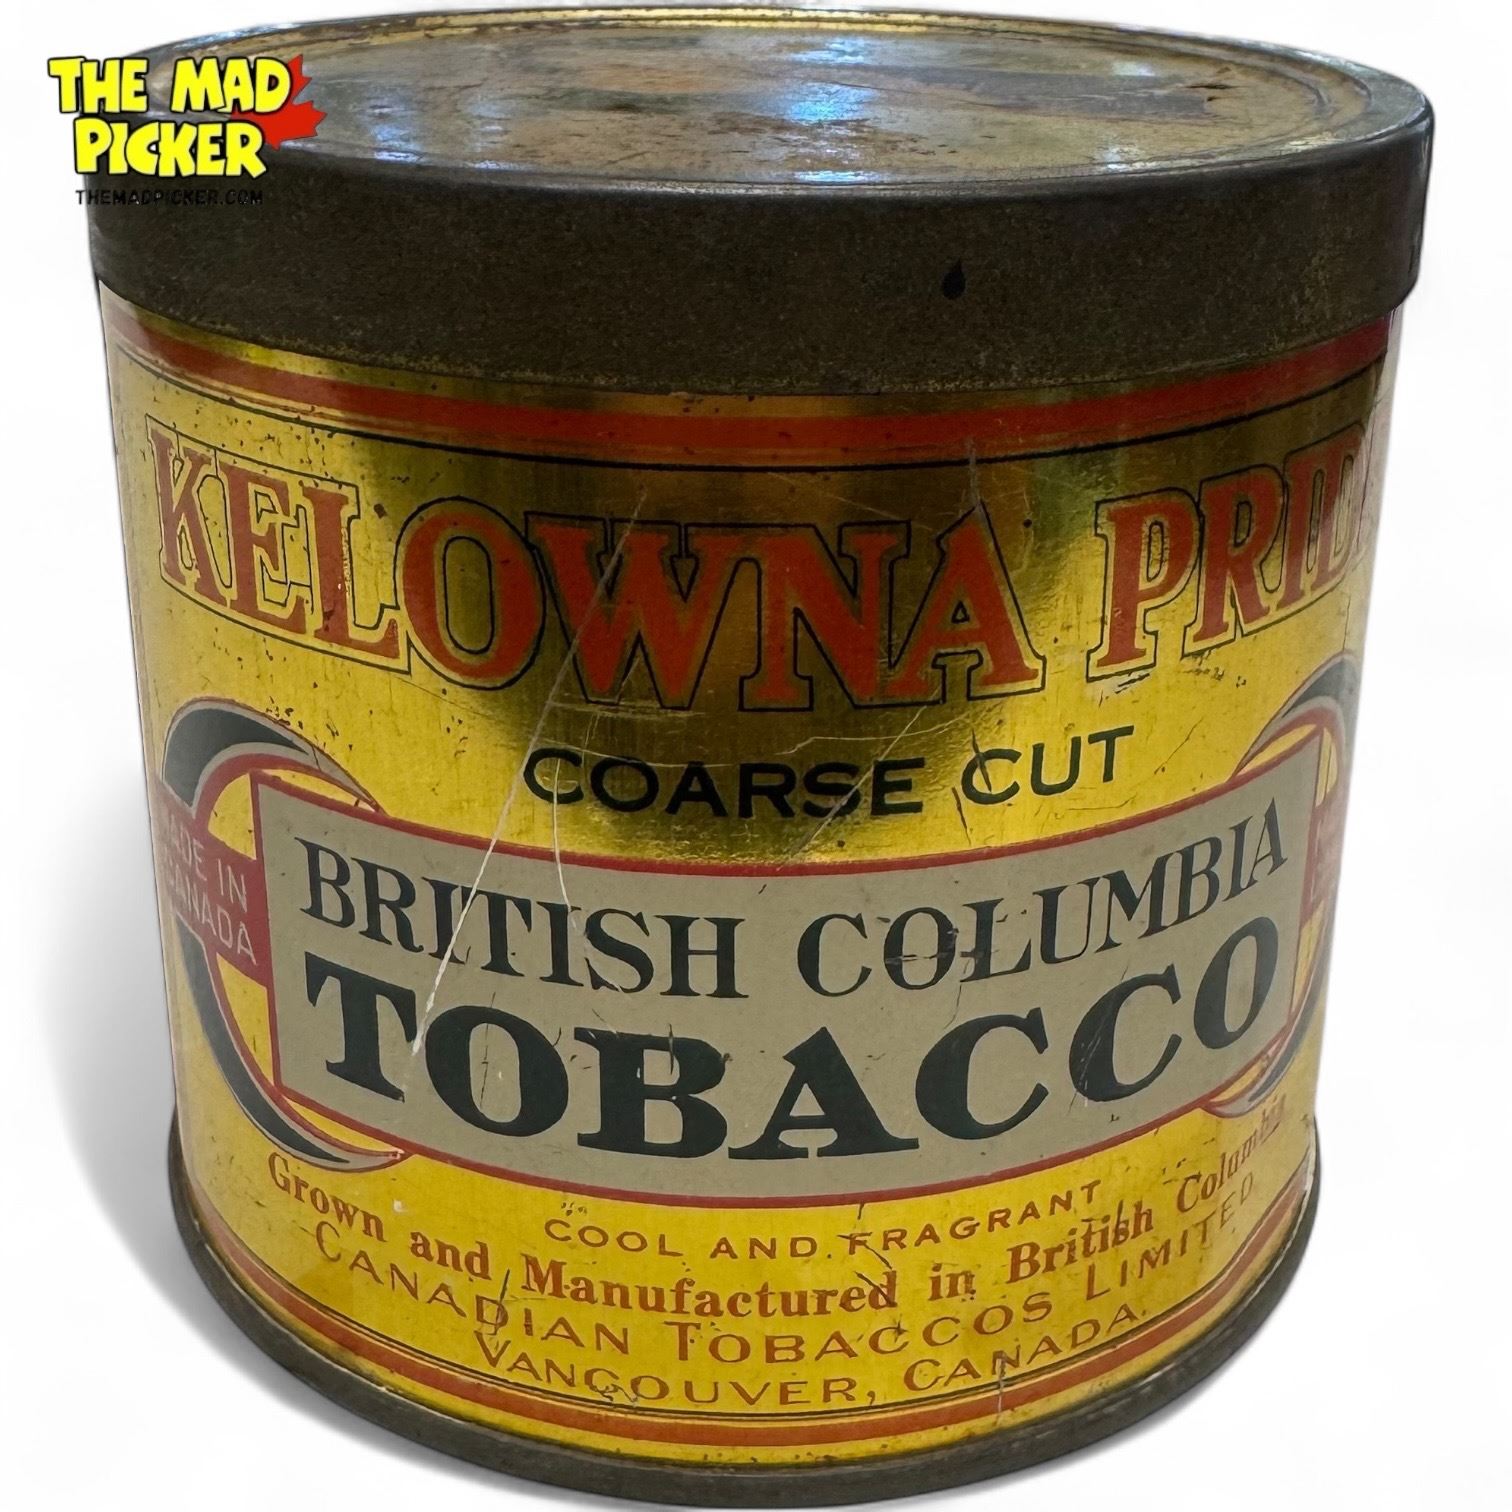 THE MAD
PICKER
THEMADPICKER.COM
KELOWNA PRID
COARSE CUT
MADE IN
CANADA
BRITISH COLUMBIA
TOBACCO
COOL AND FRAGRANT
Grown and Manufactured in British Columbia
CANADIAN TOBACCOS LIMITED
VANCOUVER, CANADA.